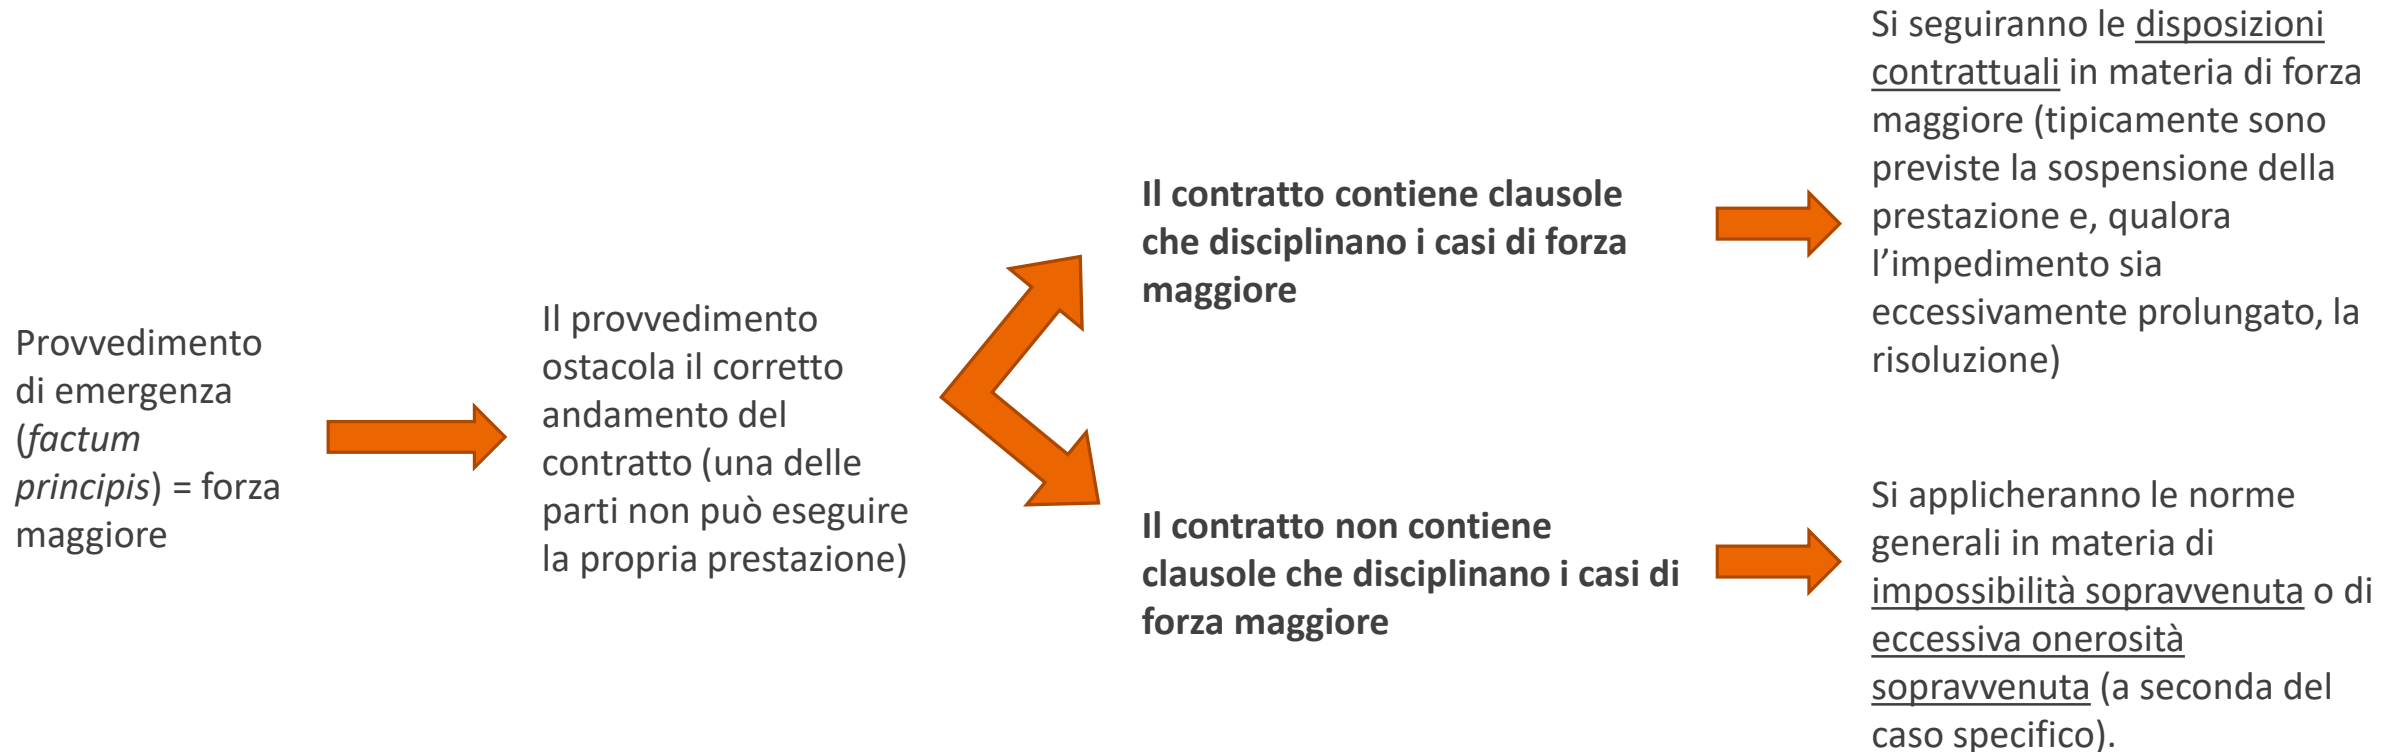 Provvedimento
di emergenza
(factum
principis) = forza
maggiore
Il provvedimento
ostacola il corretto
andamento del
contratto (una delle
parti non può eseguire
la propria prestazione)
Il contratto contiene clausole
che disciplinano i casi di forza
maggiore
Si seguiranno le disposizioni
contrattuali in materia di forza
maggiore (tipicamente sono
previste la sospensione della
prestazione e, qualora
l’impedimento sia
eccessivamente prolungato, la
risoluzione)
Il contratto non contiene
clausole che disciplinano i casi di
forza maggiore
Si applicheranno le norme
generali in materia di
impossibilità sopravvenuta o di
eccessiva onerosità
sopravvenuta (a seconda del
caso specifico).